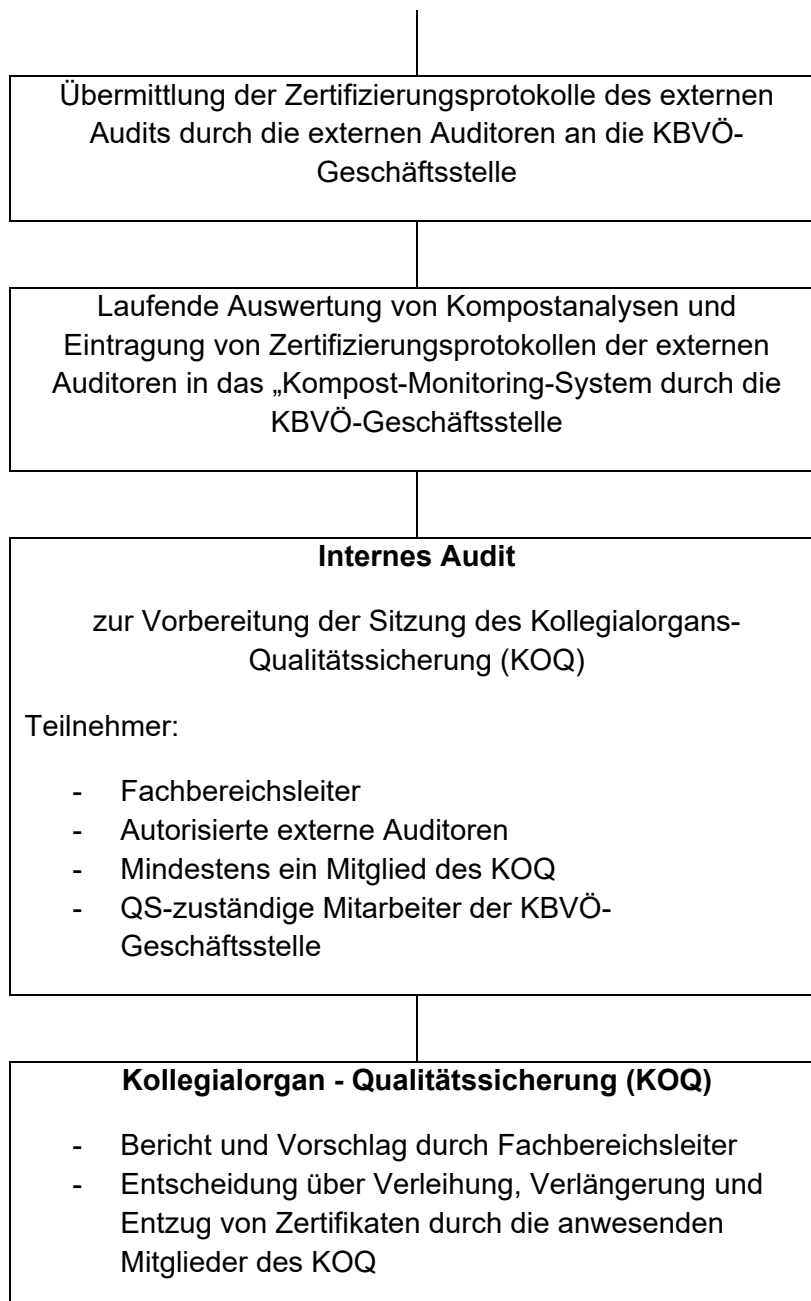 Übermittlung der Zertifizierungsprotokolle des externen
Audits durch die externen Auditoren an die KBVÖ-
Geschäftsstelle
Laufende Auswertung von Kompostanalysen und
Eintragung von Zertifizierungsprotokollen der externen
Auditoren in das „Kompost-Monitoring-System durch die
KBVÖ-Geschäftsstelle
Internes Audit
zur Vorbereitung der Sitzung des Kollegialorgans-
Qualitätssicherung (KOQ)
Teilnehmer:
- Fachbereichsleiter
- Autorisierte externe Auditoren
- Mindestens ein Mitglied des KOQ
- QS-zuständige Mitarbeiter der KBVÖ-
Geschäftsstelle
Kollegialorgan - Qualitätssicherung (KOQ)
- Bericht und Vorschlag durch Fachbereichsleiter
- Entscheidung über Verleihung, Verlängerung und
Entzug von Zertifikaten durch die anwesenden
Mitglieder des KOQ